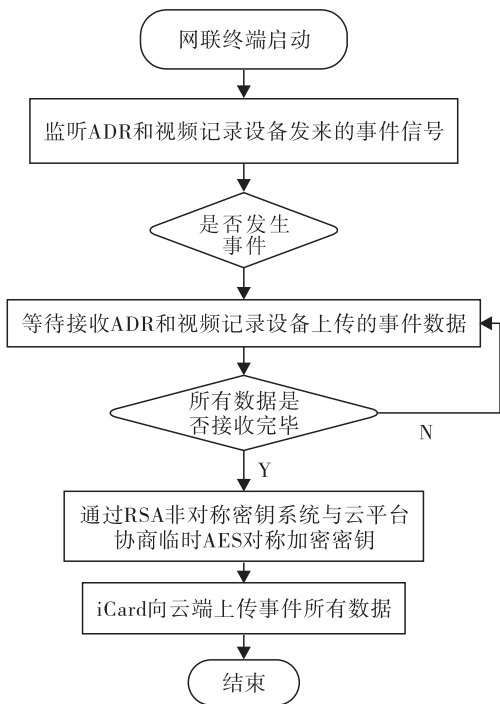 网联终端启动
监听ADR和视频记录设备发来的事件信号
是否发生
事件
等待接收ADR和视频记录设备上传的事件数据
所有数据是
否接收完毕
N
Y
通过RSA非对称密钥系统与云平台
协商临时AES对称加密密钥
iCard向云端上传事件所有数据
结束